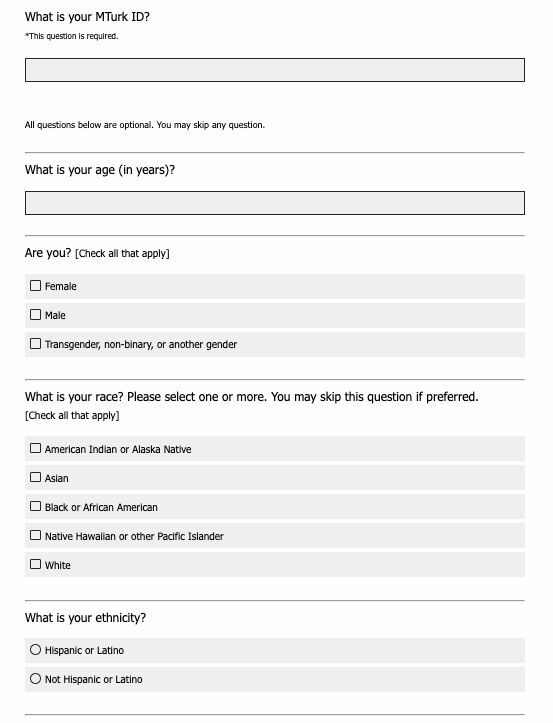 What is your MTurk ID?
*This question is required.
All questions below are optional. You may skip any question.
What is your age (in years)?
Are you? [Check all that apply]
Female
Male
Transgender, non-binary, or another gender
What is your race? Please select one or more. You may skip this question if preferred.
[Check all that apply]
American Indian or Alaska Native
Asian
Black or African American
Native Hawaiian or other Pacific Islander
White
What is your ethnicity?
Hispanic or Latino
Not Hispanic or Latino